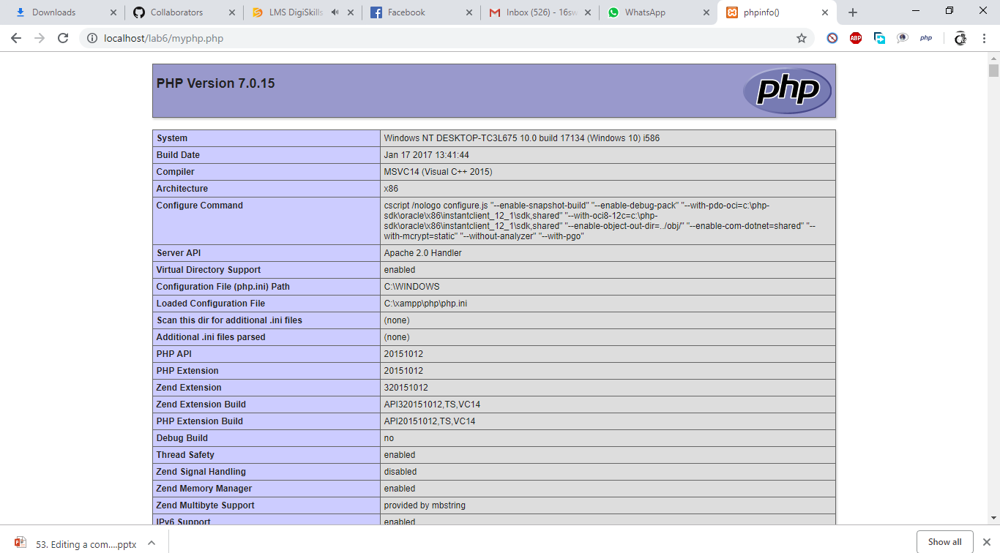 Downloads
Collaborators
LMS DigiSkills
Facebook
Inbox (526) - 16sw
WhatsApp
phpinfo()
localhost/lab6/myphp.php
ABP
php
PHP Version 7.0.15
php
System Windows NT DESKTOP-TC3L675 10.0 build 17134 (Windows 10) i586
Build Date Jan 17 2017 13:41:44
Compiler MSVC14 (Visual C++ 2015)
Architecture x86
Configure Command cscript /nologo configure.js "--enable-snapshot-build" "--enable-debug-pack" "--with-pdo-oci=c:\php-
sdk\oracle\x86\instantclient_12_1\sdk,shared" "--with-oci8-12c=c:\php-
sdk\oracle\x86\instantclient_12_1\sdk,shared" "--enable-object-out-dir=../obj/" "--enable-com-dotnet=shared" "--
with-mcrypt=static" "--without-analyzer" "--with-pgo"
Server API Apache 2.0 Handler
Virtual Directory Support enabled
Configuration File (php.ini) Path C:\WINDOWS
Loaded Configuration File C:\xampp\php\php.ini
Scan this dir for additional .ini files (none)
Additional .ini files parsed (none)
PHP API 20151012
PHP Extension 20151012
Zend Extension 320151012
Zend Extension Build API320151012,TS,VC14
PHP Extension Build API20151012,TS,VC14
Debug Build no
Thread Safety enabled
Zend Signal Handling disabled
Zend Memory Manager enabled
Zend Multibyte Support provided by mbstring
IPv6 Support enabled
53. Editing a com....pptx
Show all